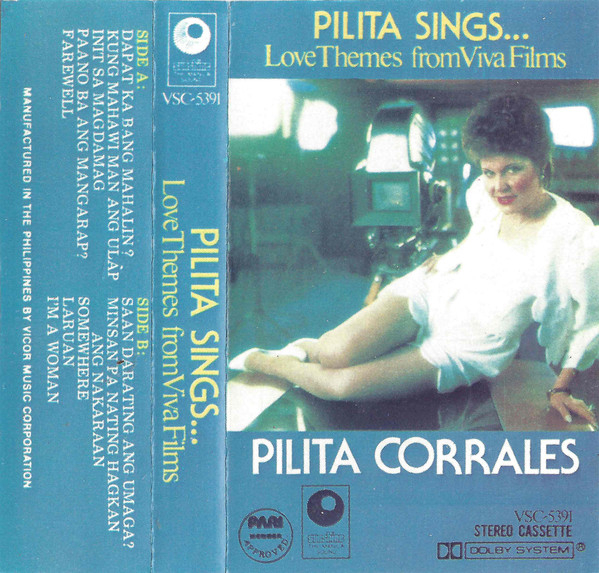 MANUFACTURED IN THE PHILIPPINES BY VICOR MUSIC CORPORATION
SIDE A:
DAPAT KA BANG MAHALIN?
KUNG MAHAWI MAN ANG ULAP
INIT SA MAGDAMAG
PAANO BA ANG MANGARAP?
FAREWELL
SIDE B:
SAAN DARATING ANG UMAGA?
MINSAN PA NATING HAGKAN
ANG NAKARAAN
SOMEWHERE
LARUAN
I'M A WOMAN
VSC-5391
PILITA SINGS...
Love Themes from Viva Films
PILITA SINGS...
Love Themes from Viva Films
PILITA CORRALES
PARI
MEMBER
APPROVED
VSC-5391
STEREO CASSETTE
DOLBY SYSTEM®